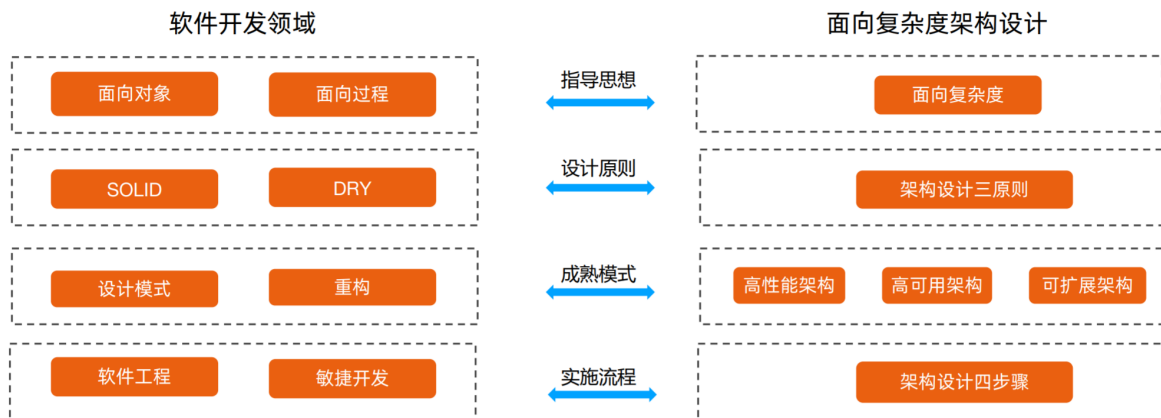 软件开发领域
面向复杂度架构设计
面向对象
面向过程
指导思想
面向复杂度
SOLID
DRY
设计原则
架构设计三原则
设计模式
重构
成熟模式
高性能架构
高可用架构
可扩展架构
软件工程
敏捷开发
实施流程
架构设计四步骤